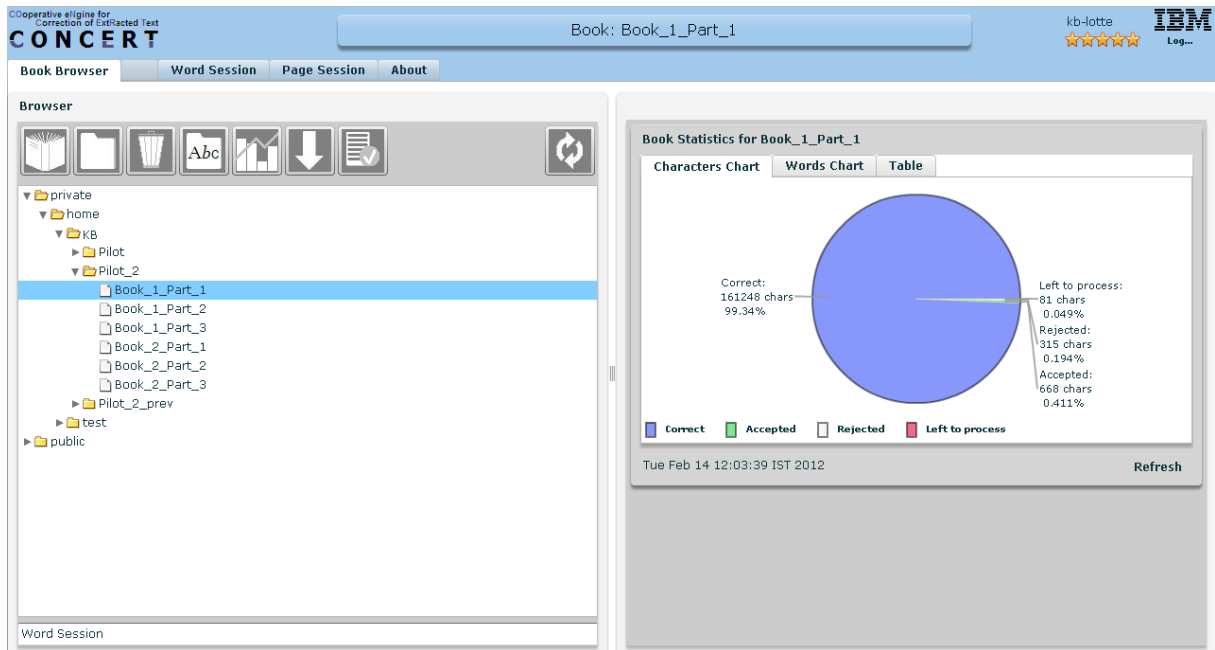 COoperative eNgine for
Correction of ExtRacted Text
CONCERT
Book: Book_1_Part_1
kb-lotte
IBM
Log...
Book Browser
Word Session
Page Session
About
Browser
Abc
private
home
KB
Pilot
Pilot_2
Book_1_Part_1
Book_1_Part_2
Book_1_Part_3
Book_2_Part_1
Book_2_Part_2
Book_2_Part_3
Pilot_2_prev
test
public
Word Session
Book Statistics for Book_1_Part_1
Characters Chart
Words Chart
Table
Correct:
161248 chars
99.34%
Left to process:
81 chars
0.049%
Rejected:
315 chars
0.194%
Accepted:
668 chars
0.411%
Correct
Accepted
Rejected
Left to process
Tue Feb 14 12:03:39 IST 2012
Refresh